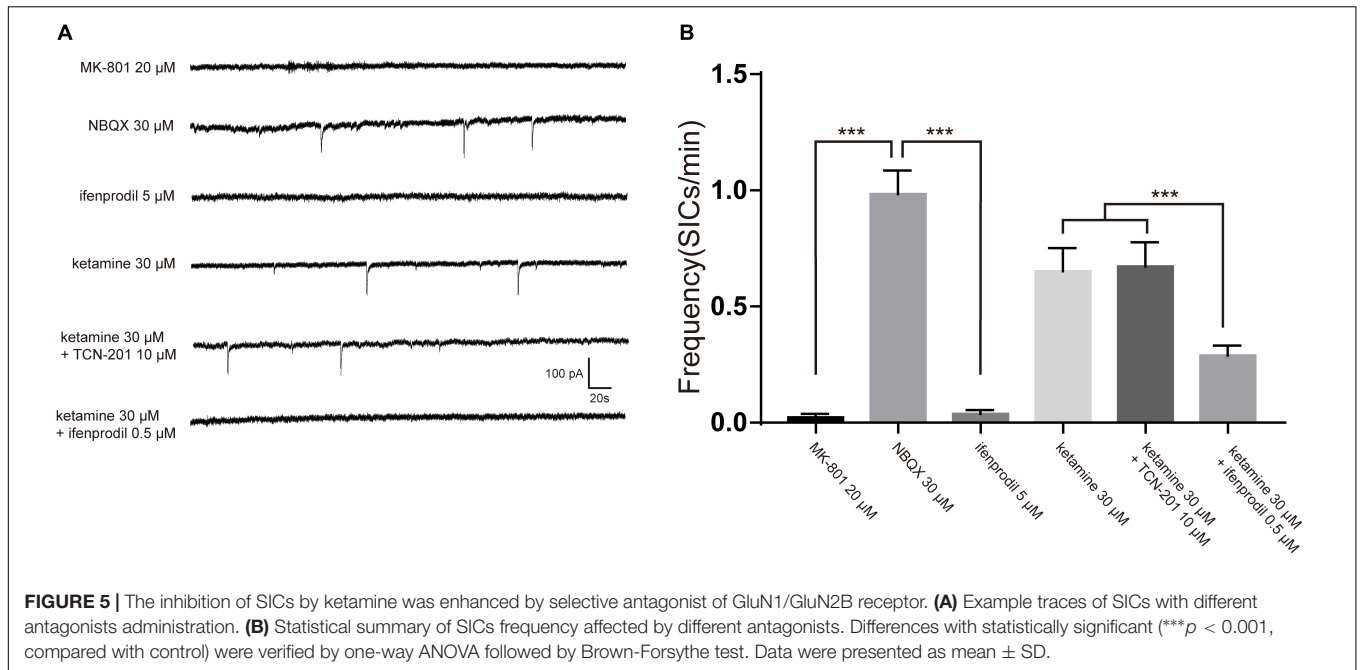 A
MK-801 20 µM
NBQX 30 µM
ifenprodil 5 µM
ketamine 30 µM
ketamine 30 µM
+ TCN-201 10 µM
ketamine 30 µM
+ ifenprodil 0.5 µM
100 pA
20s
B
Frequency(SICs/min)
1.5
1.0
0.5
0.0
***
***
***
MK-801 20 µM
NBQX 30 µM
ifenprodil 5 µM
ketamine 30 µM
ketamine 30 µM
+ TCN-201 10 µM
ketamine 30 µM
+ ifenprodil 0.5 µM
FIGURE 5 | The inhibition of SICs by ketamine was enhanced by selective antagonist of GluN1/GluN2B receptor. (A) Example traces of SICs with different
antagonists administration. (B) Statistical summary of SICs frequency affected by different antagonists. Differences with statistically significant (***p < 0.001,
compared with control) were verified by one-way ANOVA followed by Brown-Forsythe test. Data were presented as mean ± SD.